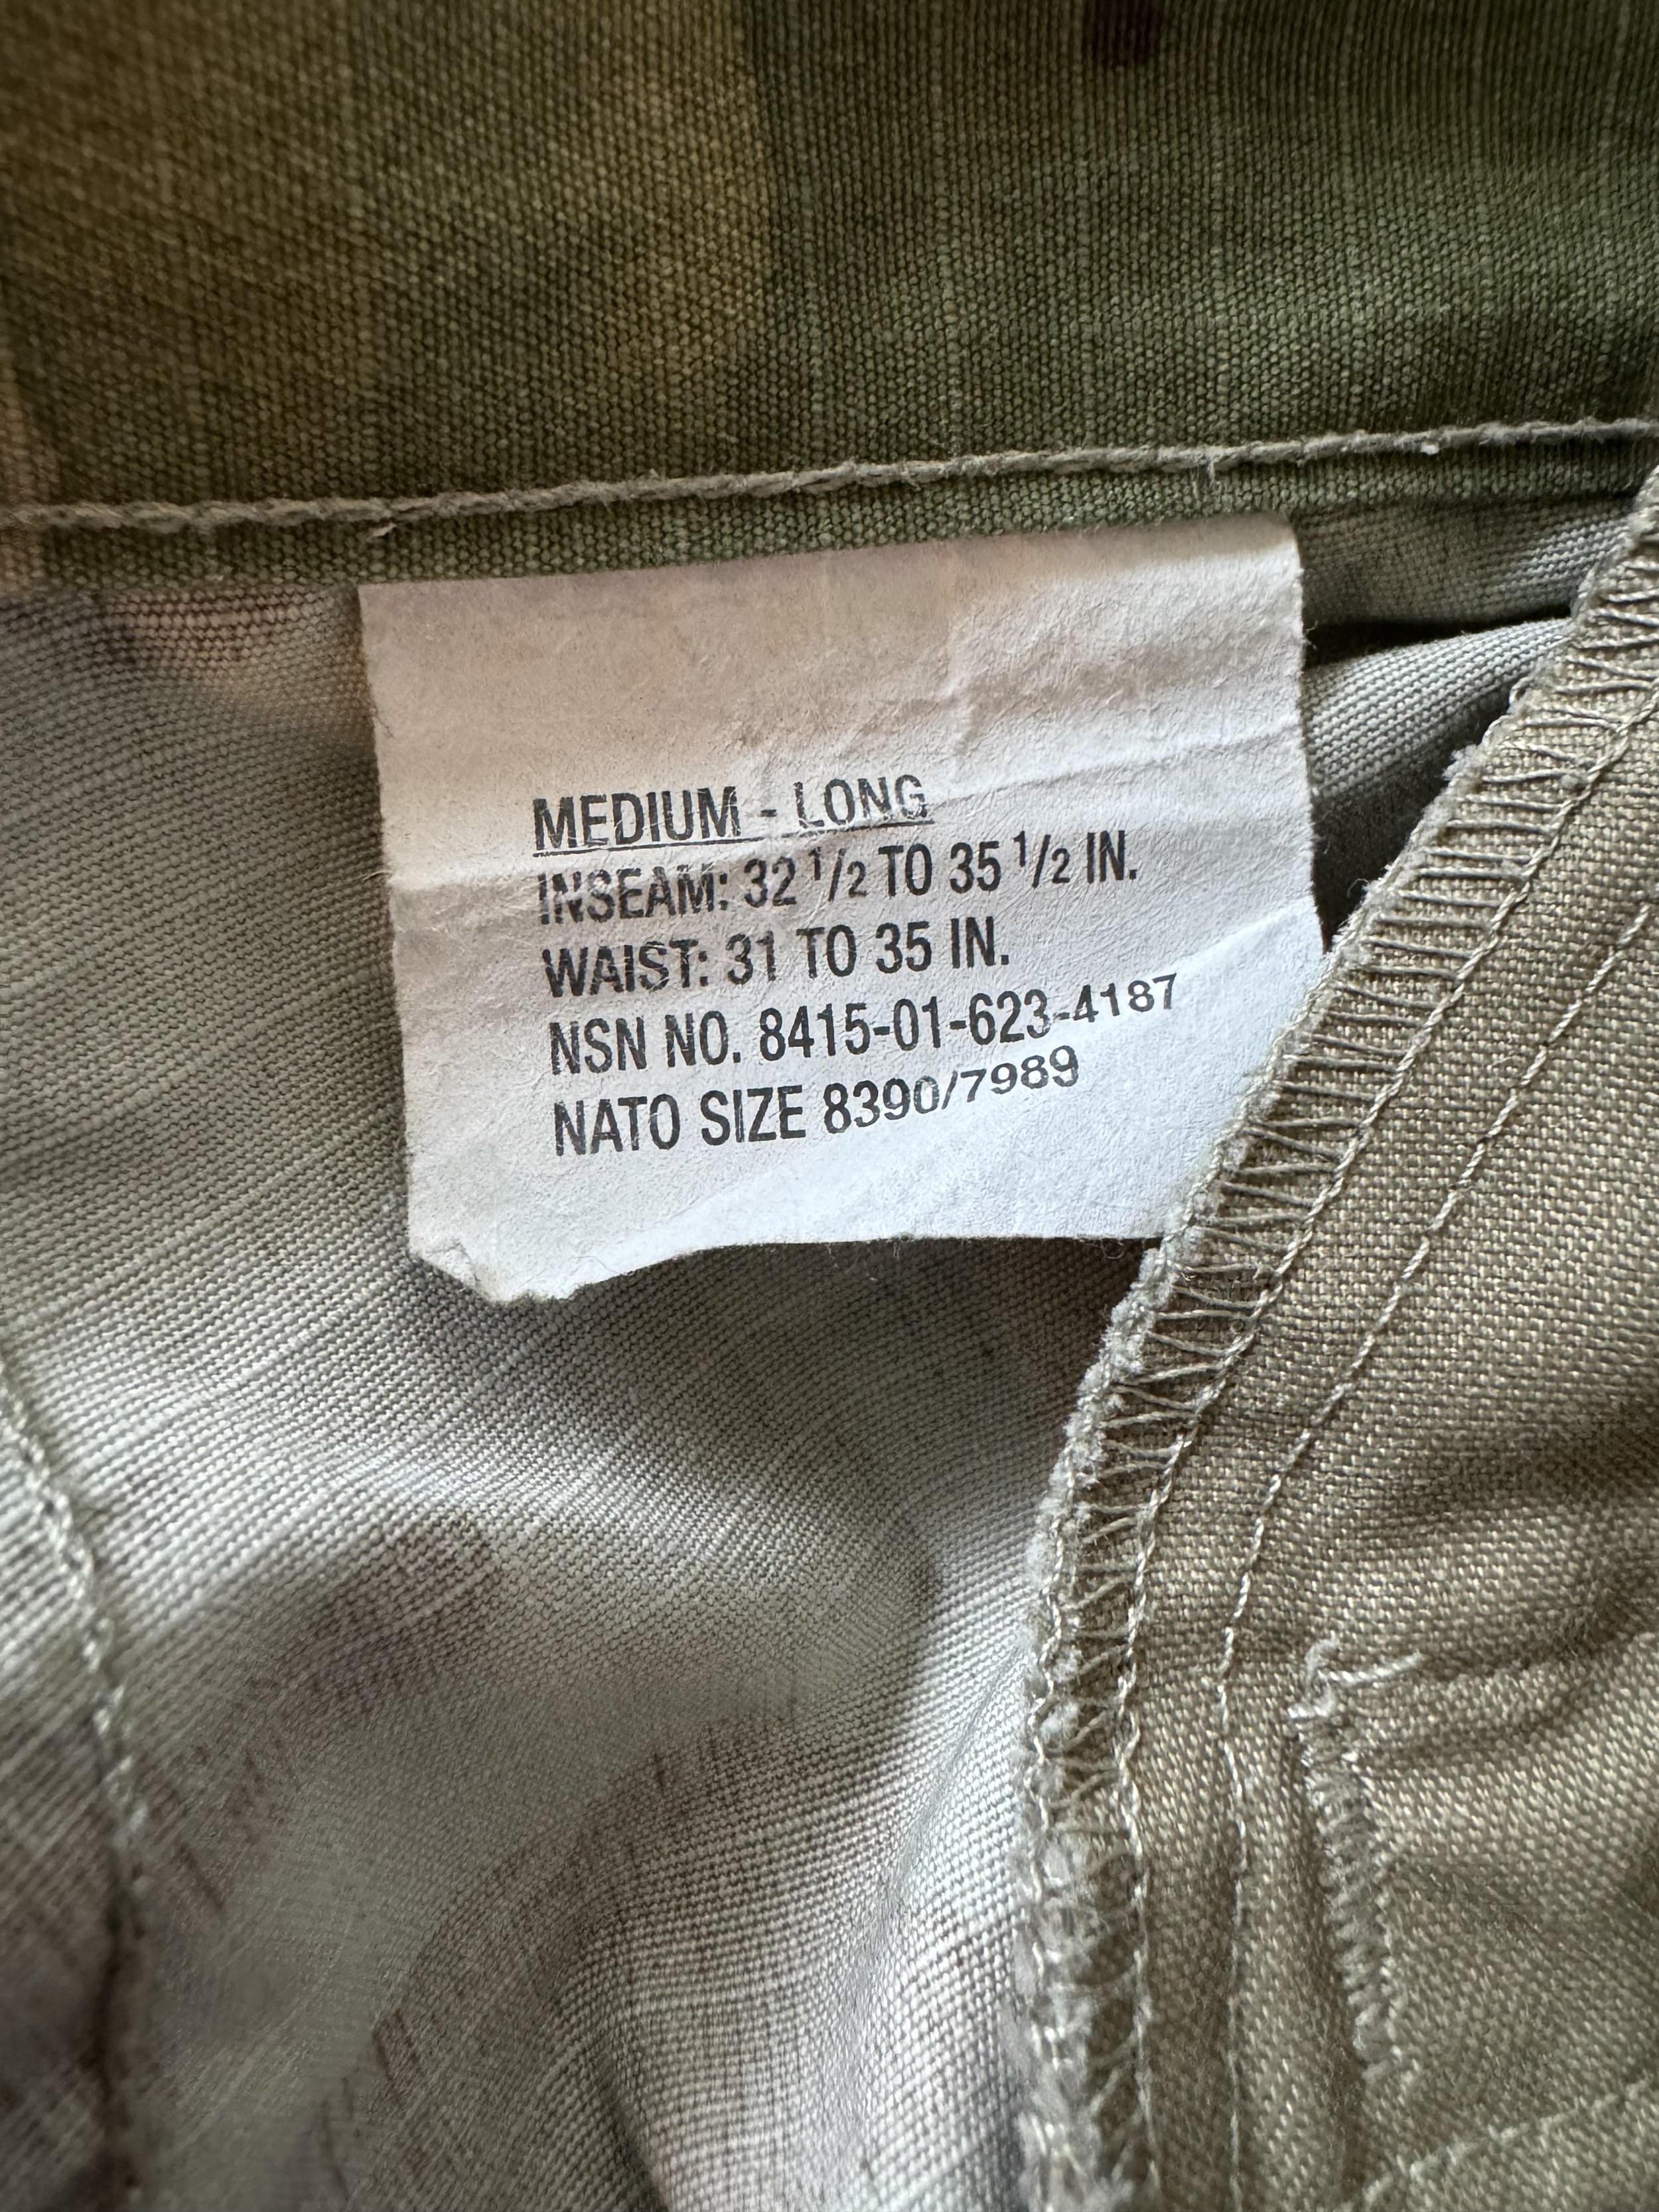 MEDIUM - LONG
INSEAM: 32 1/2 TO 35 1/2 IN.
WAIST: 31 TO 35 IN.
NSN NO. 8415-01-623-4187
NATO SIZE 8390/7989